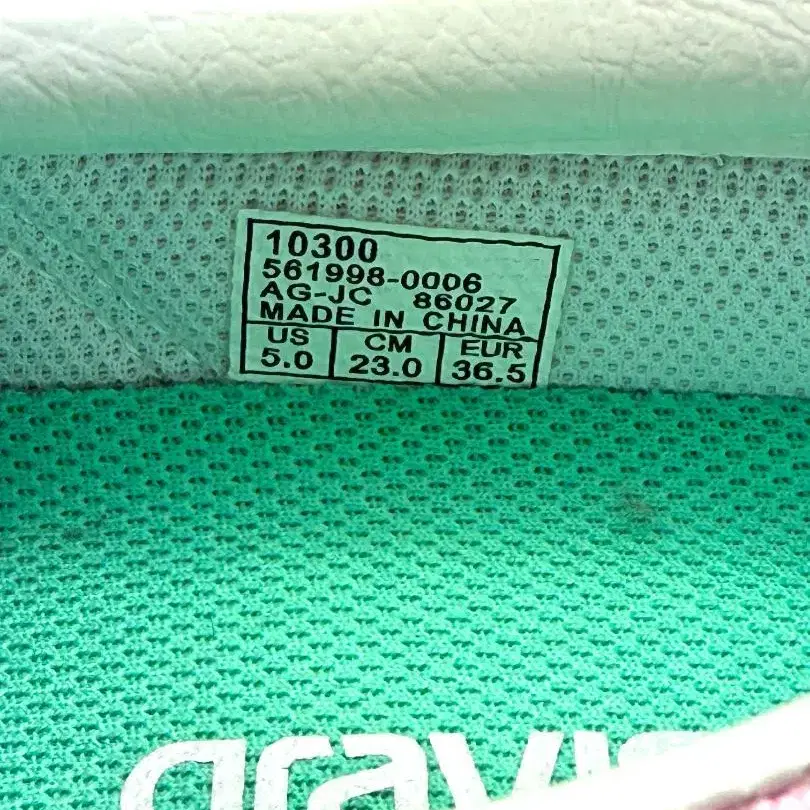 10300
561998-0006
AG-JC 86027
MADE IN CHINA
US CM EUR
5.0 23.0 36.5